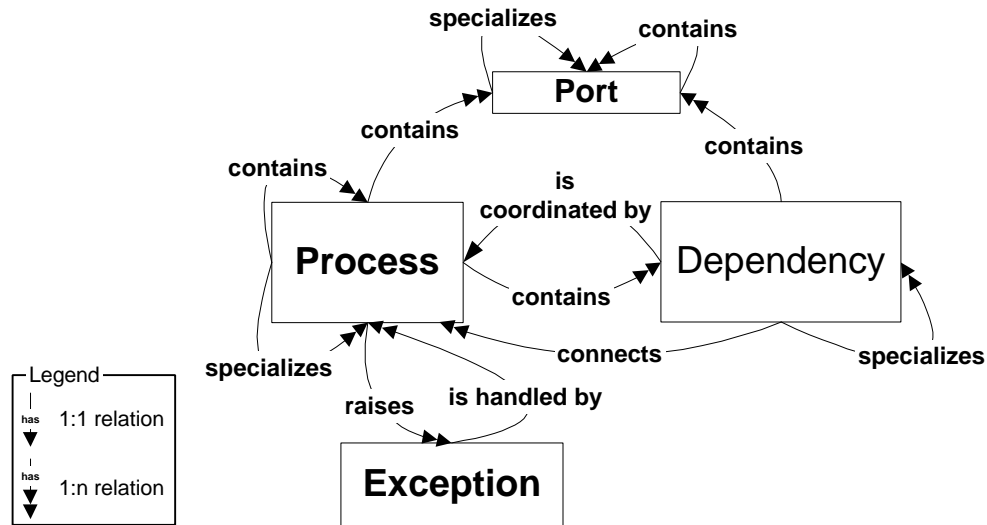 specializes
contains
Port
contains
contains
contains
is
coordinated by
Process
Dependency
contains
connects
specializes
specializes
raises
is handled by
Exception
Legend
has
1:1 relation
has
1:n relation